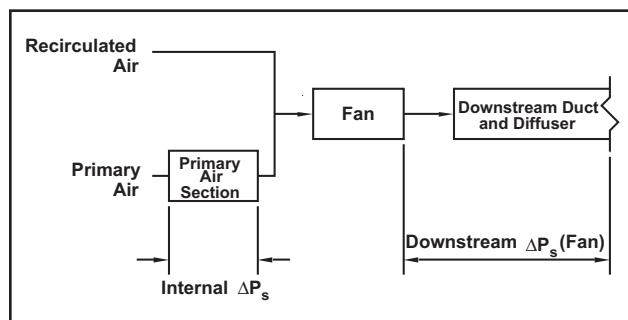 Recirculated
Air
Fan
Downstream Duct
and Diffuser
Primary
Air
Primary
Air
Section
Downstream ΔPs (Fan)
Internal ΔPs